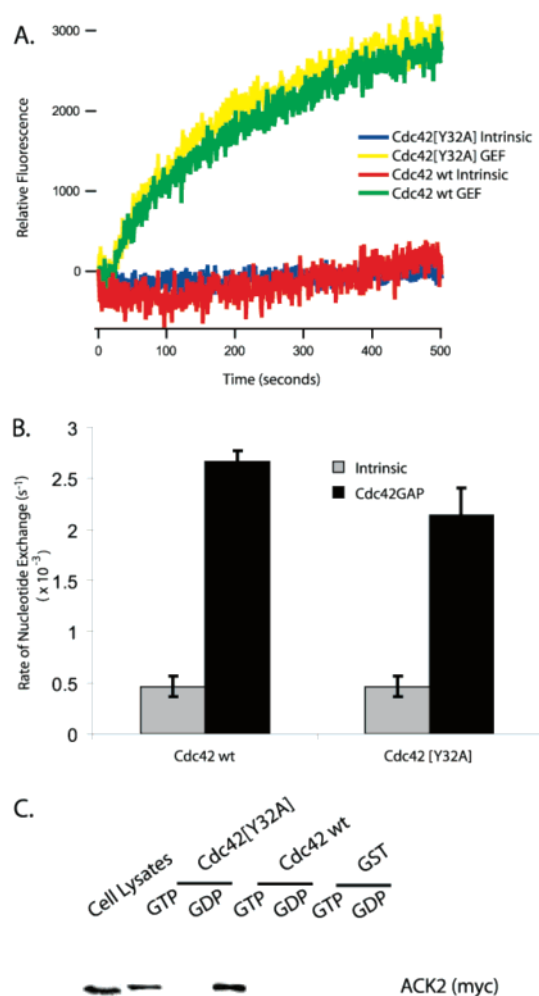 A.
3000
2000
1000
0
Relative Fluorescence
Cdc42[Y32A] Intrinsic
Cdc42[Y32A] GEF
Cdc42 wt Intrinsic
Cdc42 wt GEF
0 100 200 300 400 500
Time (seconds)
B.
3
2.5
2
1.5
1
0.5
0
Rate of Nucleotide Exchange (s⁻¹)
( x 10⁻³)
Intrinsic
Cdc42GAP
Cdc42 wt Cdc42 [Y32A]
C.
Cell Lysates
Cdc42[Y32A] Cdc42 wt GST
GTP GDP GTP GDP GTP GDP
ACK2 (myc)